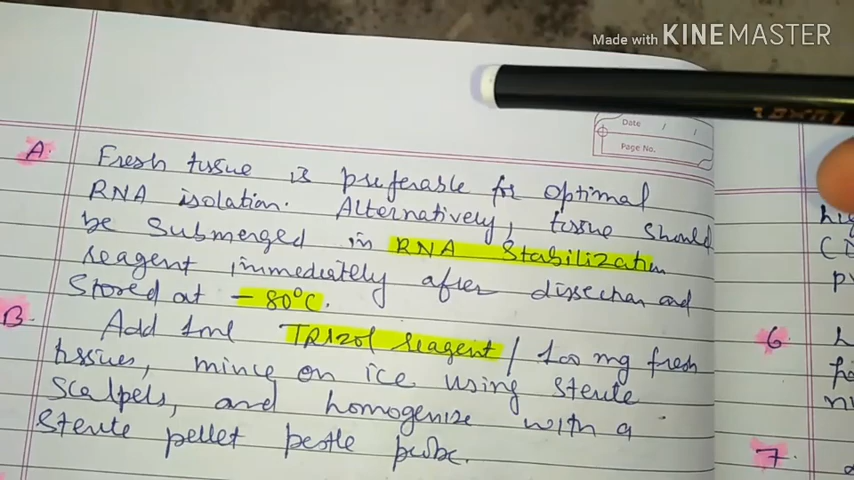 Made with KINEMASTER
Date / /
Page No.
A. Fresh tissue is preferable for optimal
RNA isolation. Alternatively, tissue should
be submerged in RNA Stabilization
reagent immediately after dissection and
Stored at -80°C.
B. Add 1ml TRIzol reagent / 100 mg fresh
tissues, mince on ice using Sterile
Scalpels, and homogenize with a
Sterile pellet pestle probe.
6
7